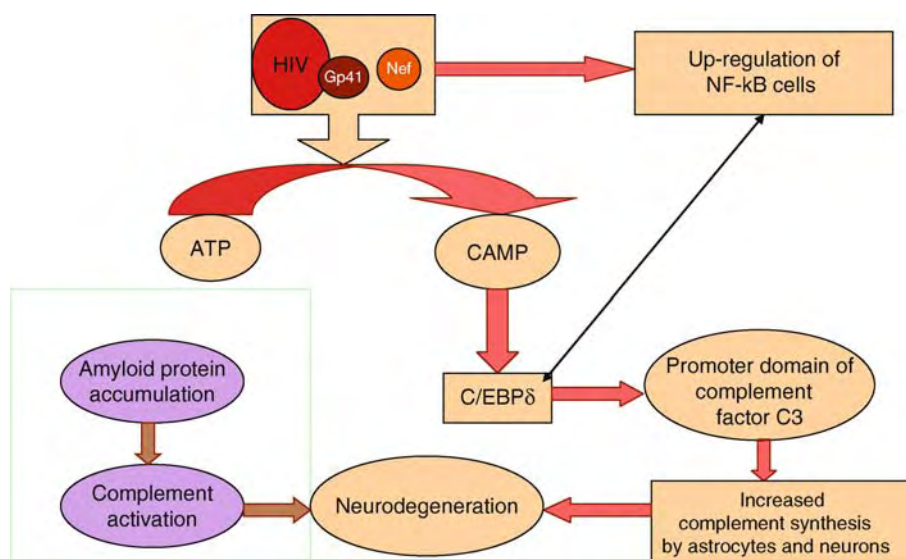 HIV
Gp41
Nef
Up-regulation of
NF-kB cells
ATP
CAMP
Amyloid protein
accumulation
C/EBPδ
Promoter domain of
complement
factor C3
Complement
activation
Neurodegeneration
Increased
complement synthesis
by astrocytes and neurons